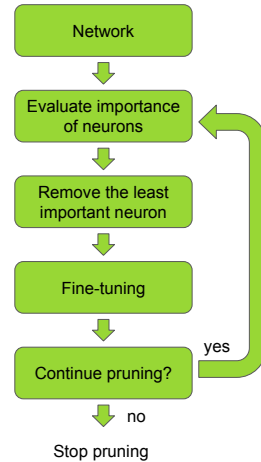 Network
Evaluate importance
of neurons
Remove the least
important neuron
Fine-tuning
yes
Continue pruning?
no
Stop pruning